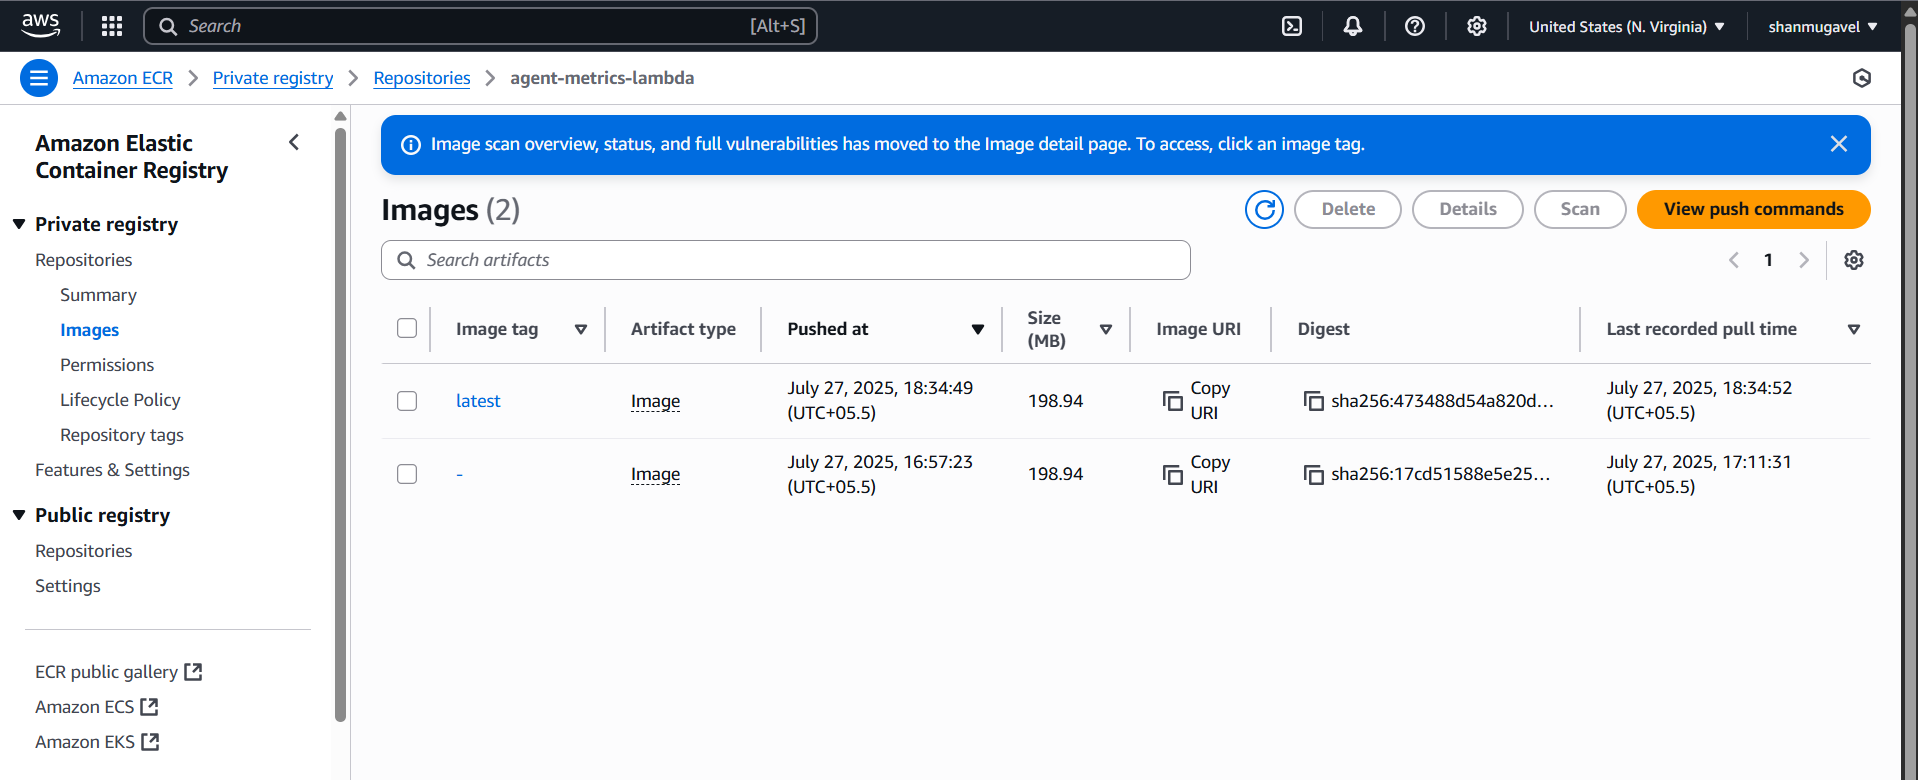 aws
Search [Alt+S]
United States (N. Virginia)
shanmugavel
Amazon ECR
Private registry
Repositories
agent-metrics-lambda
Amazon Elastic
Container Registry
Private registry
Repositories
Summary
Images
Permissions
Lifecycle Policy
Repository tags
Features & Settings
Public registry
Repositories
Settings
ECR public gallery
Amazon ECS
Amazon EKS
Image scan overview, status, and full vulnerabilities has moved to the Image detail page. To access, click an image tag.
Images (2)
Delete
Details
Scan
View push commands
Search artifacts
1
Image tag
Artifact type
Pushed at
Size
(MB)
Image URI
Digest
Last recorded pull time
latest
Image
July 27, 2025, 18:34:49
(UTC+05.5)
198.94
Copy
URI
sha256:473488d54a820d...
July 27, 2025, 18:34:52
(UTC+05.5)
-
Image
July 27, 2025, 16:57:23
(UTC+05.5)
198.94
Copy
URI
sha256:17cd51588e5e25...
July 27, 2025, 17:11:31
(UTC+05.5)